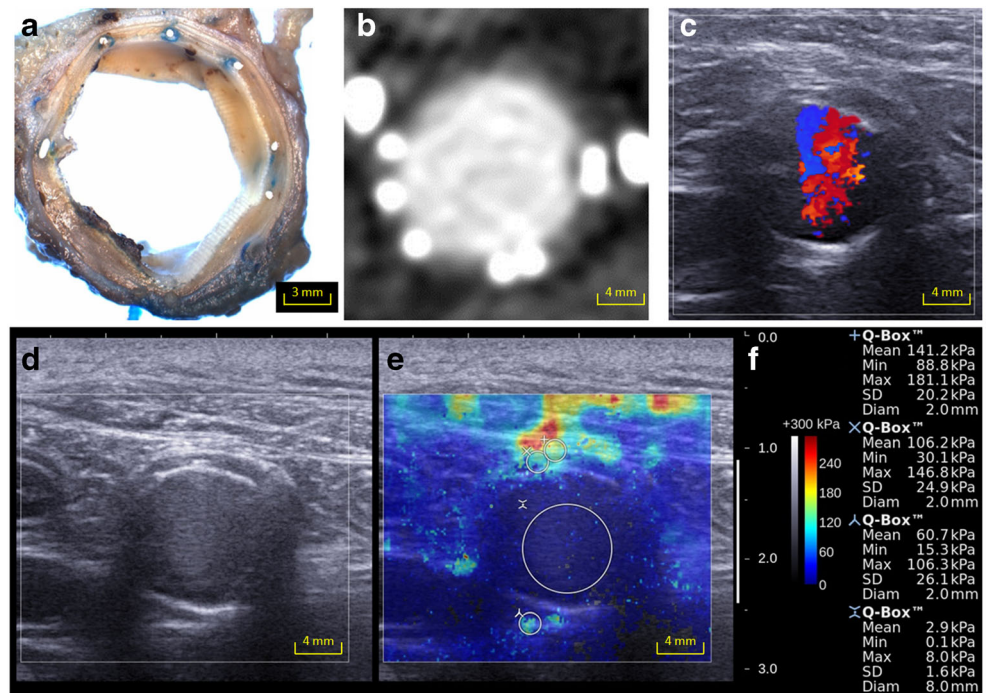 a
b
c
3 mm
4 mm
4 mm
d
e
f
4 mm
4 mm
0.0
1.0
2.0
3.0
+300 kPa
240
180
120
60
0
Q-Box™
Mean 141.2 kPa
Min 88.8 kPa
Max 181.1 kPa
SD 20.2 kPa
Diam 2.0 mm
Q-Box™
Mean 106.2 kPa
Min 30.1 kPa
Max 146.8 kPa
SD 24.9 kPa
Diam 2.0 mm
Q-Box™
Mean 60.7 kPa
Min 15.3 kPa
Max 106.3 kPa
SD 26.1 kPa
Diam 2.0 mm
Q-Box™
Mean 2.9 kPa
Min 0.1 kPa
Max 8.0 kPa
SD 1.6 kPa
Diam 8.0 mm